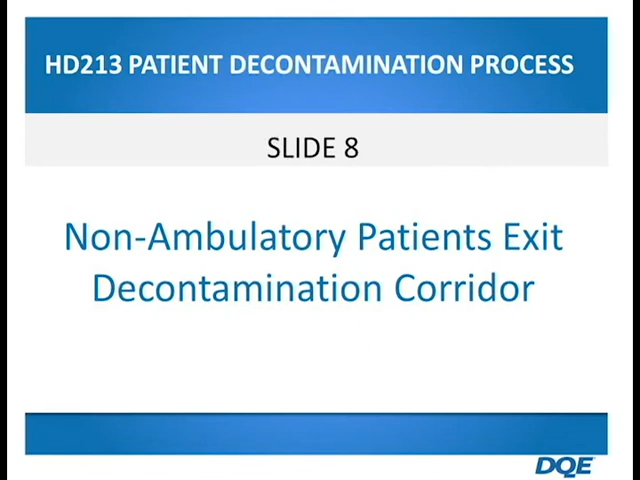 HD213 PATIENT DECONTAMINATION PROCESS
SLIDE 8
Non-Ambulatory Patients Exit
Decontamination Corridor
DQE